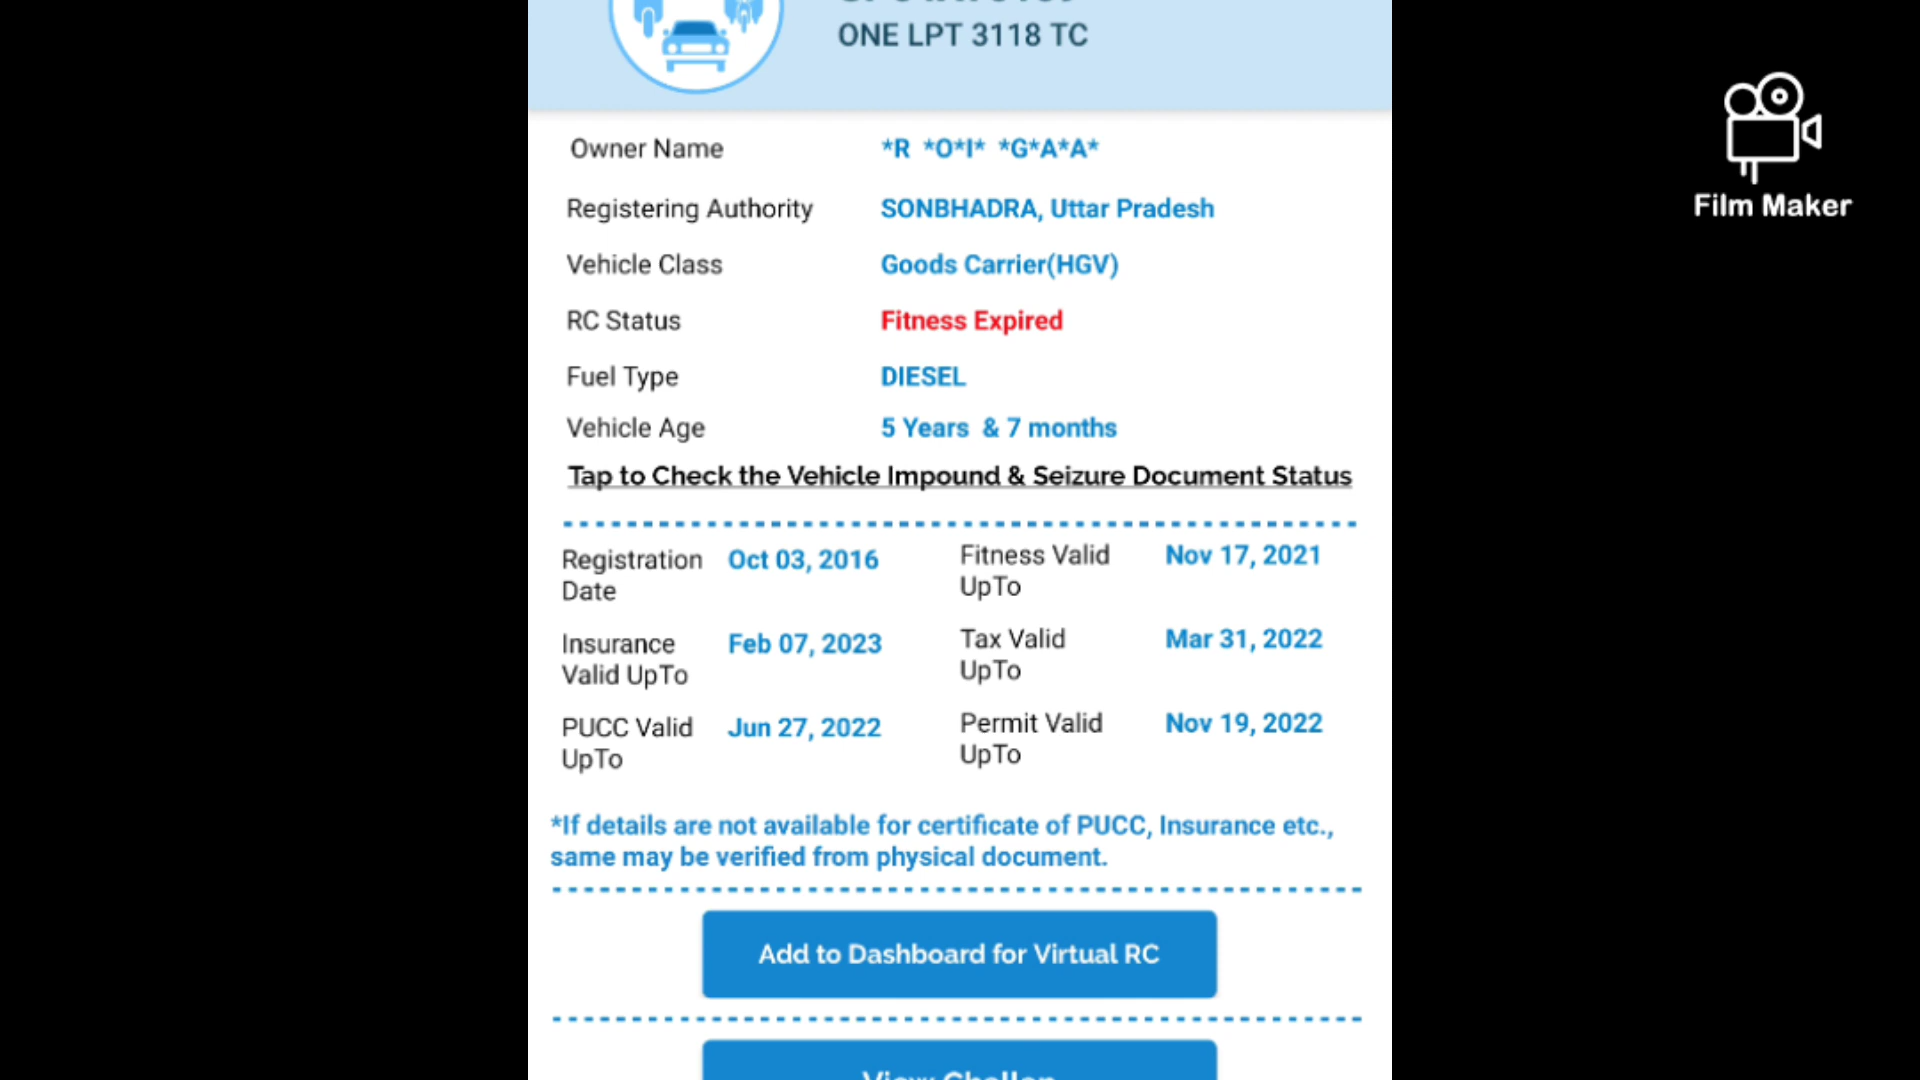 ONE LPT 3118 TC
Film Maker
Owner Name *R *O*I* *G*A*A*
Registering Authority SONBHADRA, Uttar Pradesh
Vehicle Class Goods Carrier(HGV)
RC Status Fitness Expired
Fuel Type DIESEL
Vehicle Age 5 Years & 7 months
Tap to Check the Vehicle Impound & Seizure Document Status
Registration Date Oct 03, 2016
Fitness Valid UpTo Nov 17, 2021
Insurance Valid UpTo Feb 07, 2023
Tax Valid UpTo Mar 31, 2022
PUCC Valid UpTo Jun 27, 2022
Permit Valid UpTo Nov 19, 2022
*If details are not available for certificate of PUCC, Insurance etc.,
same may be verified from physical document.
Add to Dashboard for Virtual RC